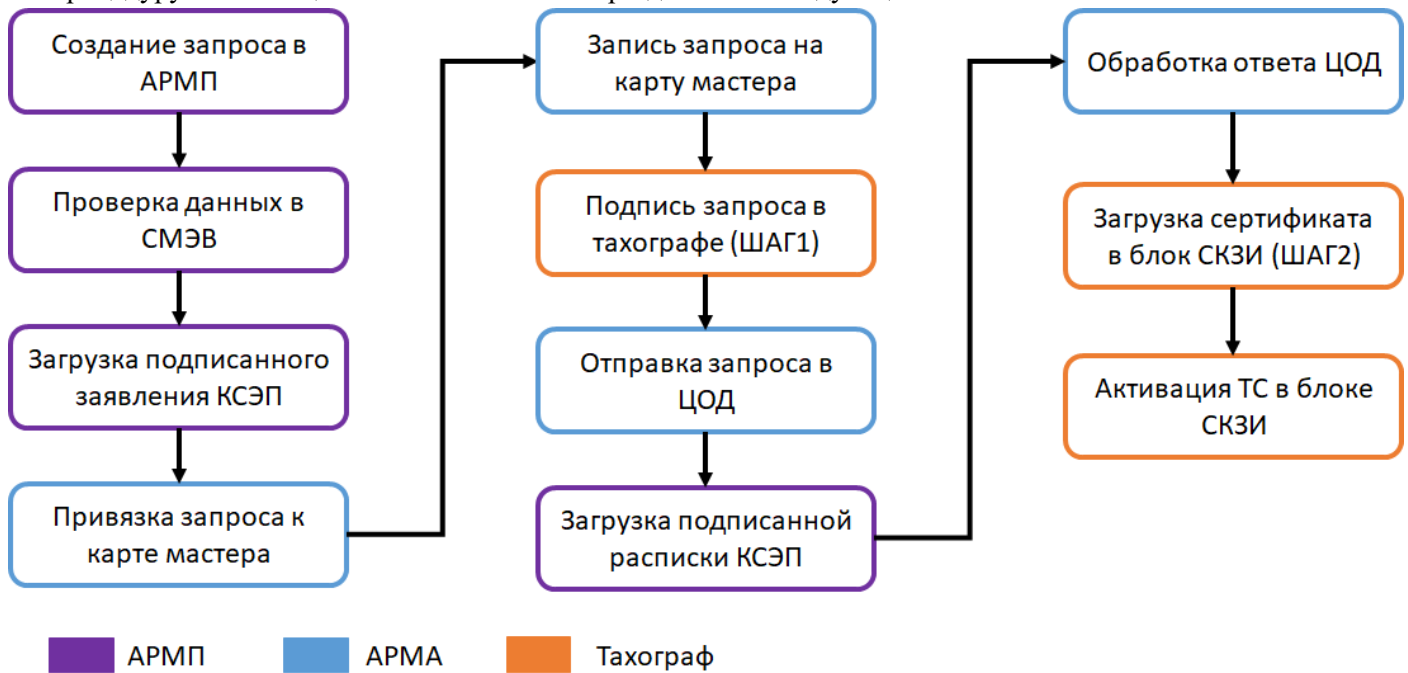 Создание запроса в
АРМП
Проверка данных в
СМЭВ
Загрузка подписанного
заявления КСЭП
Привязка запроса к
карте мастера
Запись запроса на
карту мастера
Подпись запроса в
тахографе (ШАГ1)
Отправка запроса в
ЦОД
Загрузка подписанной
расписки КСЭП
Обработка ответа ЦОД
Загрузка сертификата
в блок СКЗИ (ШАГ2)
Активация ТС в блоке
СКЗИ
АРМП
АРМА
Тахограф